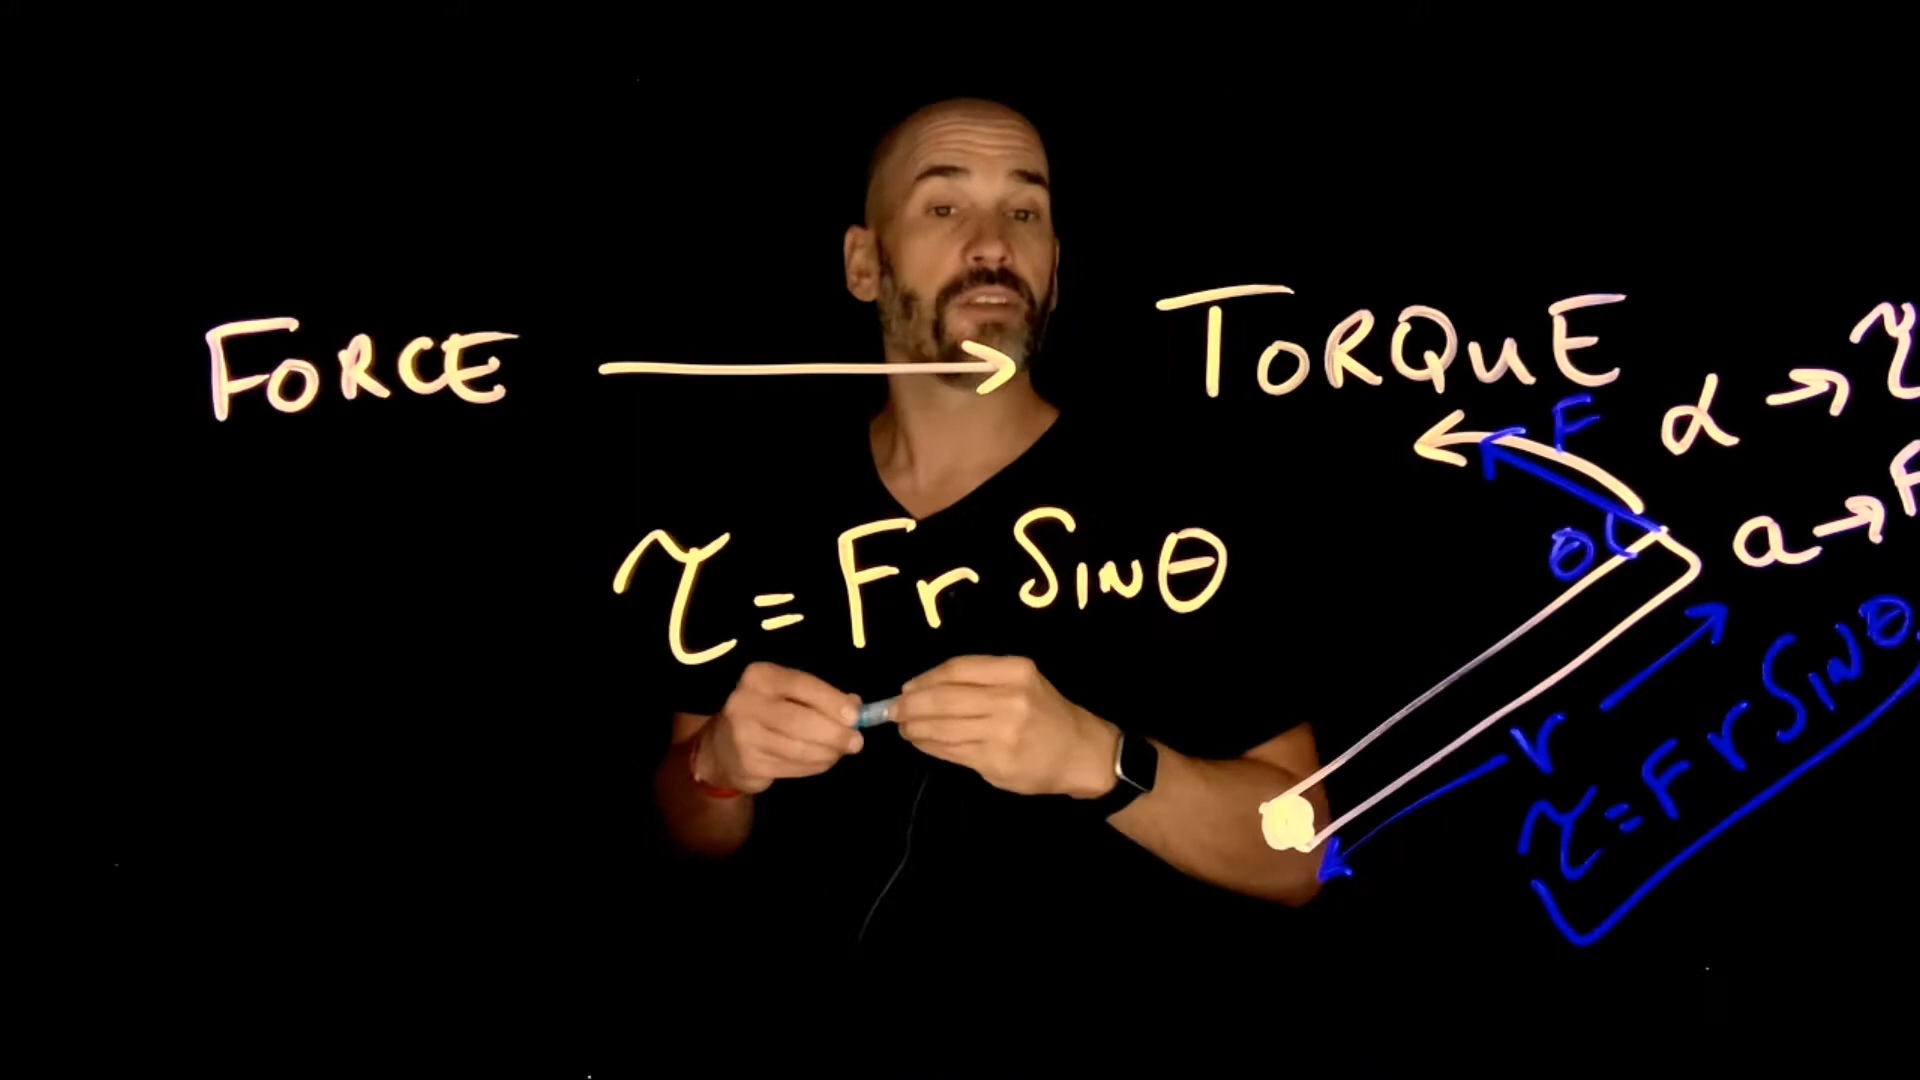 FORCE → TORQUE
α → τ
F
a → F
θ
τ = Fr SINθ
r
τ = Fr SINθ